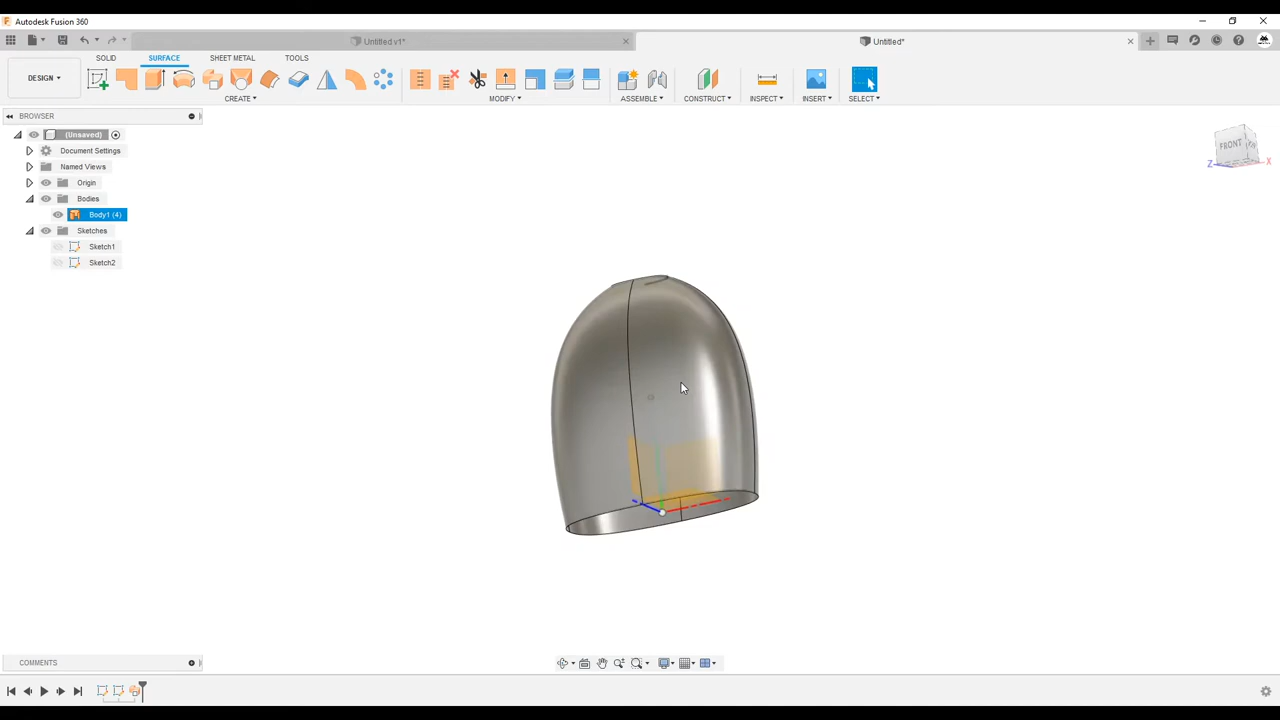 Autodesk Fusion 360
Untitled v1*
Untitled*
SOLID SURFACE SHEET METAL TOOLS
DESIGN
CREATE MODIFY ASSEMBLE CONSTRUCT INSPECT INSERT SELECT
BROWSER
(Unsaved)
Document Settings
Named Views
Origin
Bodies
Body1 (4)
Sketches
Sketch1
Sketch2
FRONT
Z
X
COMMENTS